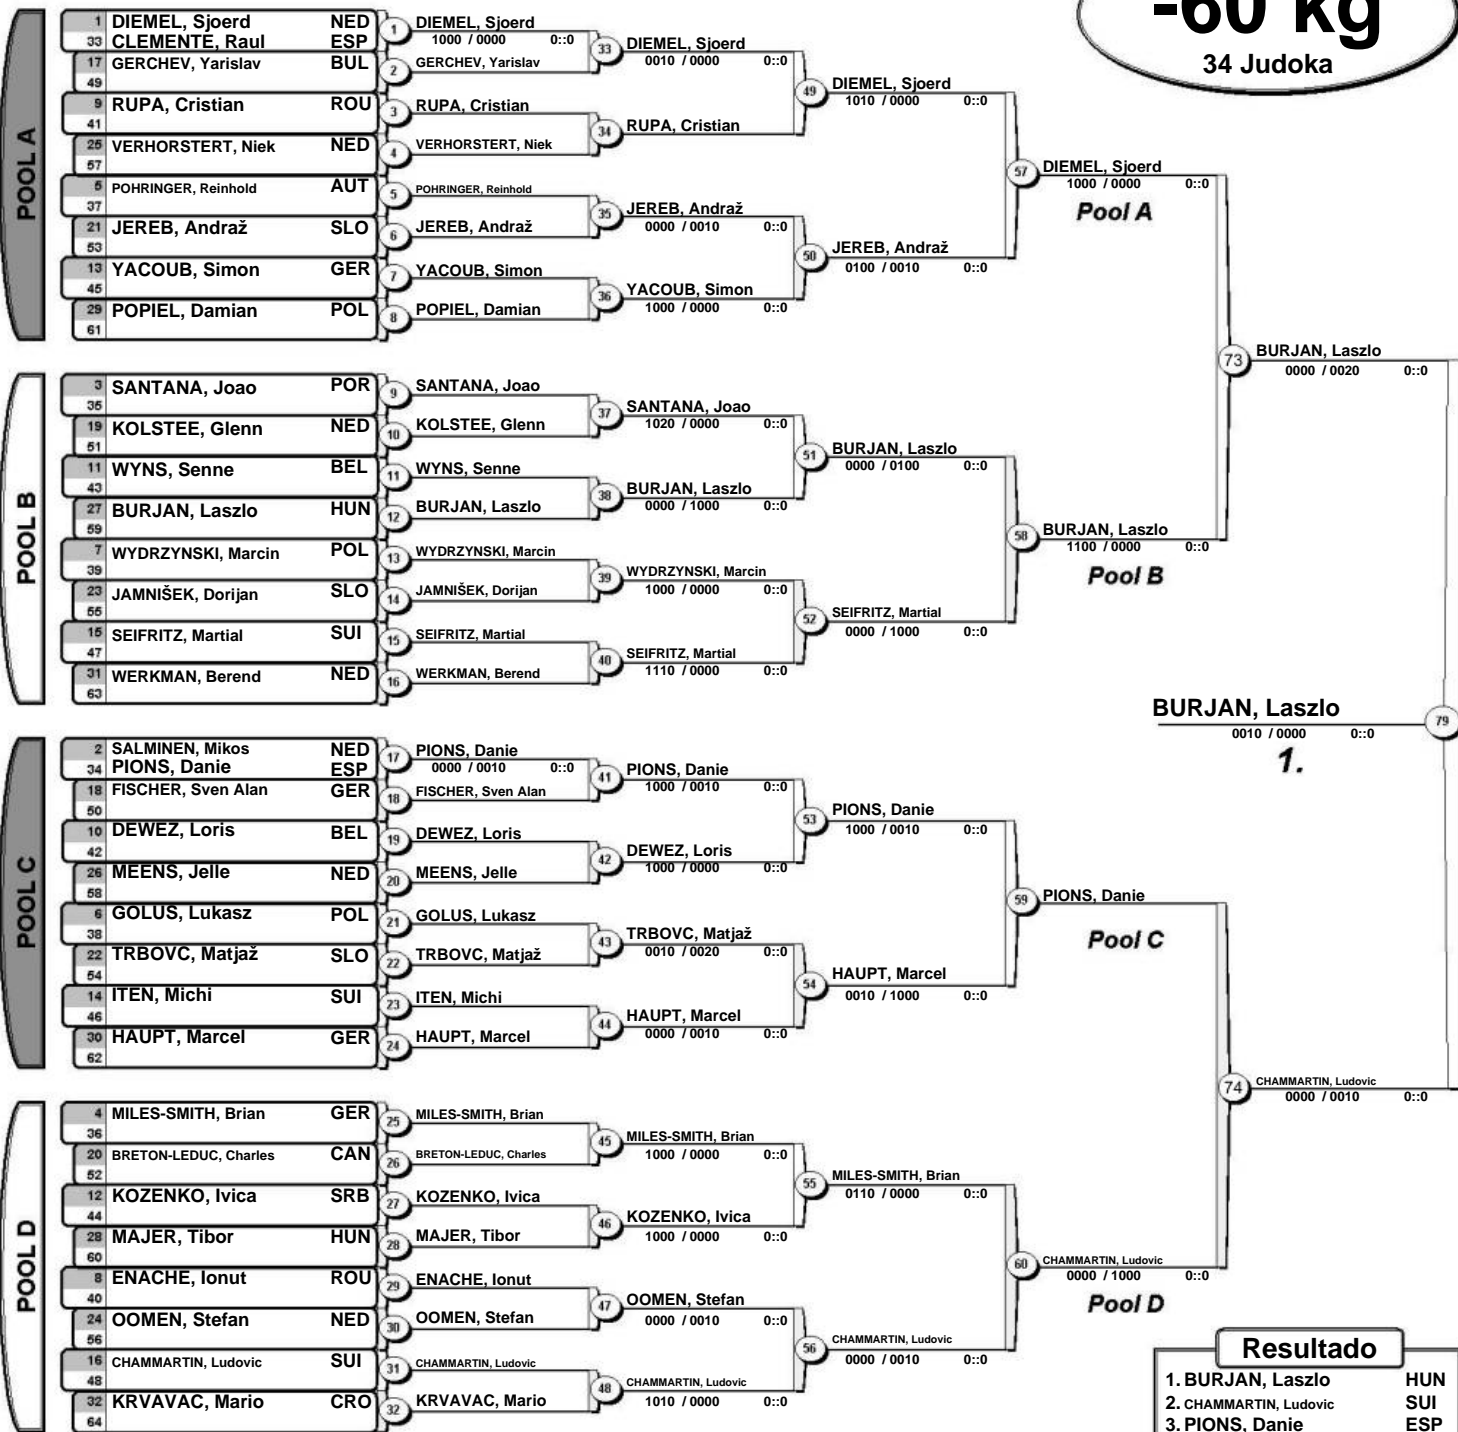 -60 kg
34 Judoka
POOL A
1 DIEMEL, Sjoerd NED
33 CLEMENTE, Raul ESP
17 GERCHEV, Yarislav BUL
49
9 RUPA, Cristian ROU
41
25 VERHORSTERT, Niek NED
57
5 POHRINGER, Reinhold AUT
37
21 JEREB, Andraž SLO
53
13 YACOUB, Simon GER
45
29 POPIEL, Damian POL
61
1 DIEMEL, Sjoerd
1000 / 0000 0::0
2 GERCHEV, Yarislav
3 RUPA, Cristian
4 VERHORSTERT, Niek
5 POHRINGER, Reinhold
6 JEREB, Andraž
7 YACOUB, Simon
8 POPIEL, Damian
33 DIEMEL, Sjoerd
0010 / 0000 0::0
34 RUPA, Cristian
35 JEREB, Andraž
0000 / 0010 0::0
36 YACOUB, Simon
1000 / 0000 0::0
49 DIEMEL, Sjoerd
1010 / 0000 0::0
50 JEREB, Andraž
0100 / 0010 0::0
57 DIEMEL, Sjoerd
1000 / 0000 0::0
Pool A
POOL B
3 SANTANA, Joao POR
35
19 KOLSTEE, Glenn NED
51
11 WYNS, Senne BEL
43
27 BURJAN, Laszlo HUN
59
7 WYDRZYNSKI, Marcin POL
39
23 JAMNIŠEK, Dorijan SLO
55
15 SEIFRITZ, Martial SUI
47
31 WERKMAN, Berend NED
63
9 SANTANA, Joao
10 KOLSTEE, Glenn
11 WYNS, Senne
12 BURJAN, Laszlo
13 WYDRZYNSKI, Marcin
14 JAMNIŠEK, Dorijan
15 SEIFRITZ, Martial
16 WERKMAN, Berend
37 SANTANA, Joao
1020 / 0000 0::0
38 BURJAN, Laszlo
0000 / 1000 0::0
39 WYDRZYNSKI, Marcin
1000 / 0000 0::0
40 SEIFRITZ, Martial
1110 / 0000 0::0
51 BURJAN, Laszlo
0000 / 0100 0::0
52 SEIFRITZ, Martial
0000 / 1000 0::0
58 BURJAN, Laszlo
1100 / 0000 0::0
Pool B
73 BURJAN, Laszlo
0000 / 0020 0::0
BURJAN, Laszlo 79
0010 / 0000 0::0
1.
POOL C
2 SALMINEN, Mikos NED
34 PIONS, Danie ESP
18 FISCHER, Sven Alan GER
50
10 DEWEZ, Loris BEL
42
26 MEENS, Jelle NED
58
6 GOLUS, Lukasz POL
38
22 TRBOVC, Matjaž SLO
54
14 ITEN, Michi SUI
46
30 HAUPT, Marcel GER
62
17 PIONS, Danie
0000 / 0010 0::0
18 FISCHER, Sven Alan
19 DEWEZ, Loris
20 MEENS, Jelle
21 GOLUS, Lukasz
22 TRBOVC, Matjaž
23 ITEN, Michi
24 HAUPT, Marcel
41 PIONS, Danie
1000 / 0010 0::0
42 DEWEZ, Loris
1000 / 0000 0::0
43 TRBOVC, Matjaž
0010 / 0020 0::0
44 HAUPT, Marcel
0000 / 0010 0::0
53 PIONS, Danie
1000 / 0010 0::0
54 HAUPT, Marcel
0010 / 1000 0::0
59 PIONS, Danie
Pool C
74 CHAMMARTIN, Ludovic
0000 / 0010 0::0
POOL D
4 MILES-SMITH, Brian GER
36
20 BRETON-LEDUC, Charles CAN
52
12 KOZENKO, Ivica SRB
44
28 MAJER, Tibor HUN
60
8 ENACHE, Ionut ROU
40
24 OOMEN, Stefan NED
56
16 CHAMMARTIN, Ludovic SUI
48
32 KRVAVAC, Mario CRO
64
25 MILES-SMITH, Brian
26 BRETON-LEDUC, Charles
27 KOZENKO, Ivica
28 MAJER, Tibor
29 ENACHE, Ionut
30 OOMEN, Stefan
31 CHAMMARTIN, Ludovic
32 KRVAVAC, Mario
45 MILES-SMITH, Brian
1000 / 0000 0::0
46 KOZENKO, Ivica
1000 / 0000 0::0
47 OOMEN, Stefan
0000 / 0010 0::0
48 CHAMMARTIN, Ludovic
1010 / 0000 0::0
55 MILES-SMITH, Brian
0110 / 0000 0::0
56 CHAMMARTIN, Ludovic
0000 / 0010 0::0
60 CHAMMARTIN, Ludovic
0000 / 1000 0::0
Pool D
Resultado
1. BURJAN, Laszlo HUN
2. CHAMMARTIN, Ludovic SUI
3. PIONS, Danie ESP